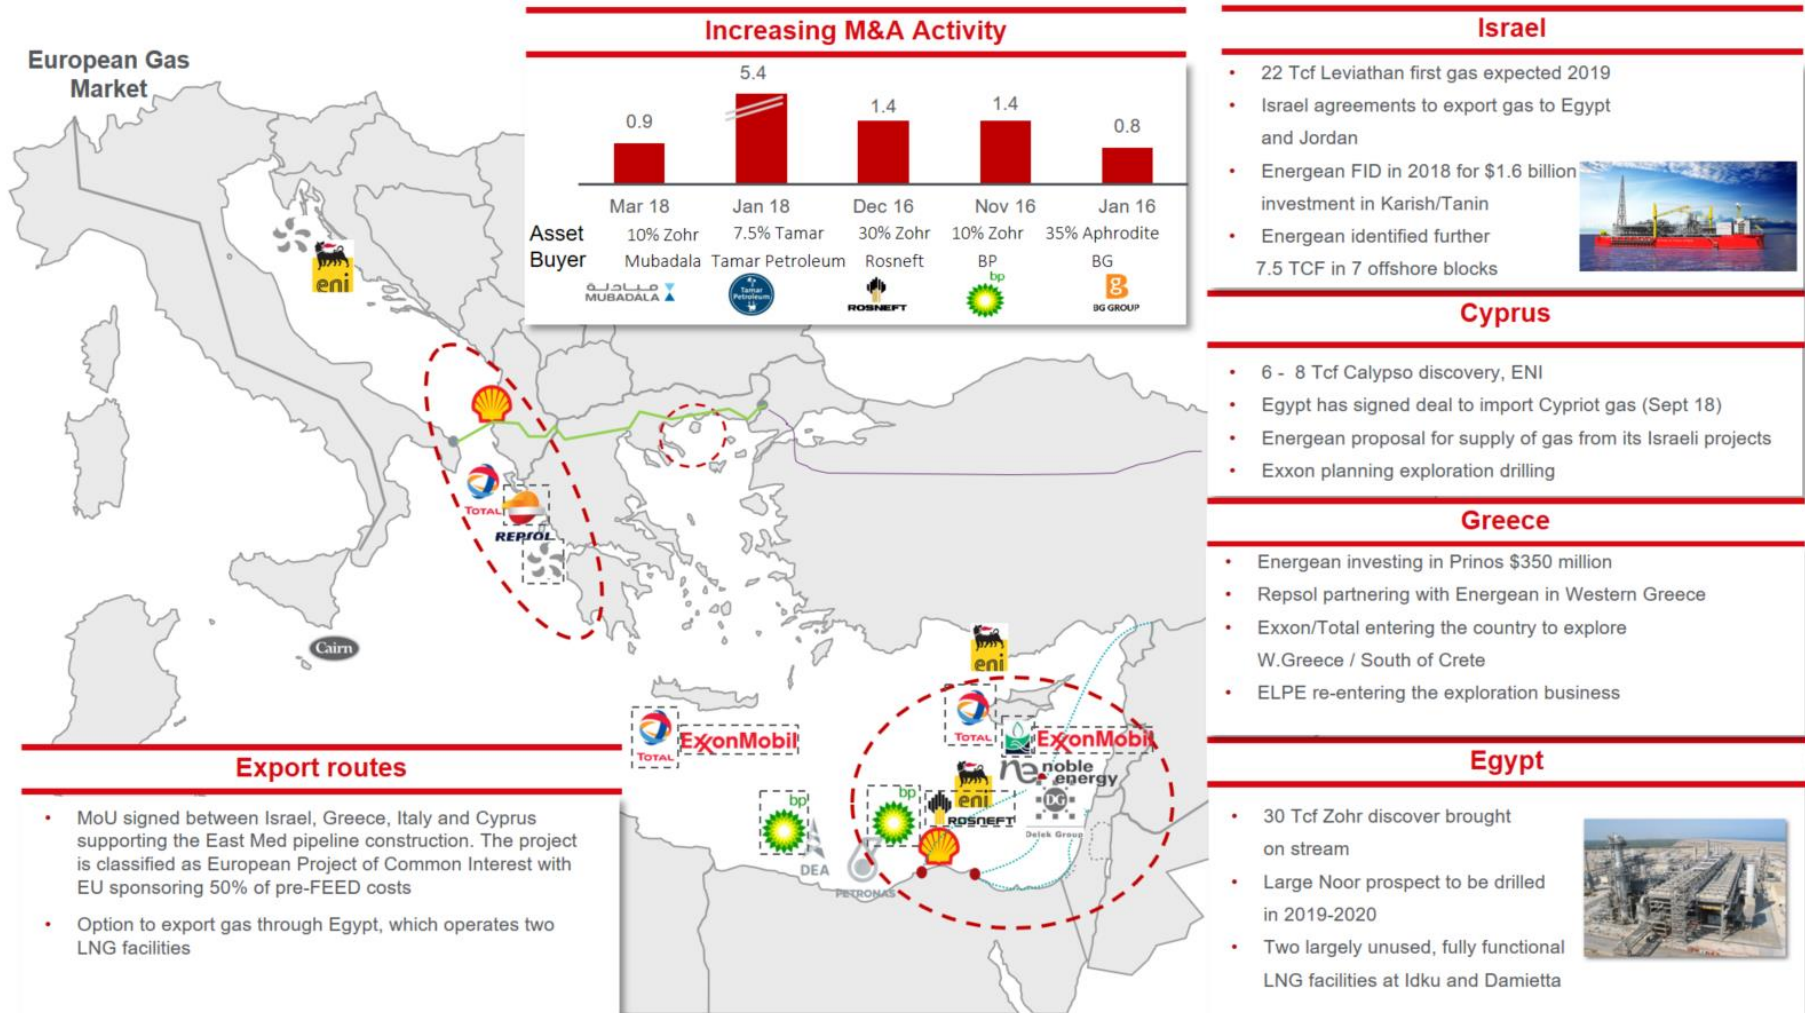 European Gas
Market
Increasing M&A Activity
0.9
5.4
1.4
1.4
0.8
Mar 18 Jan 18 Dec 16 Nov 16 Jan 16
Asset 10% Zohr 7.5% Tamar 30% Zohr 10% Zohr 35% Aphrodite
Buyer Mubadala Tamar Petroleum Rosneft BP BG
مبادلة
MUBADALA
Tamar
Petroleum
ROSNEFT
bp
BG GROUP
eni
TOTAL
REPSOL
Cairn
eni
TOTAL
ExxonMobil
TOTAL
ExxonMobil
noble
energy
bp
DEA
PETRONAS
bp
eni
ROSNEFT
DG
Delek Group
Export routes
• MoU signed between Israel, Greece, Italy and Cyprus
supporting the East Med pipeline construction. The project
is classified as European Project of Common Interest with
EU sponsoring 50% of pre-FEED costs
• Option to export gas through Egypt, which operates two
LNG facilities
Israel
• 22 Tcf Leviathan first gas expected 2019
• Israel agreements to export gas to Egypt
and Jordan
• Energean FID in 2018 for $1.6 billion
investment in Karish/Tanin
• Energean identified further
7.5 TCF in 7 offshore blocks
Cyprus
• 6 - 8 Tcf Calypso discovery, ENI
• Egypt has signed deal to import Cypriot gas (Sept 18)
• Energean proposal for supply of gas from its Israeli projects
• Exxon planning exploration drilling
Greece
• Energean investing in Prinos $350 million
• Repsol partnering with Energean in Western Greece
• Exxon/Total entering the country to explore
W.Greece / South of Crete
• ELPE re-entering the exploration business
Egypt
• 30 Tcf Zohr discover brought
on stream
• Large Noor prospect to be drilled
in 2019-2020
• Two largely unused, fully functional
LNG facilities at Idku and Damietta